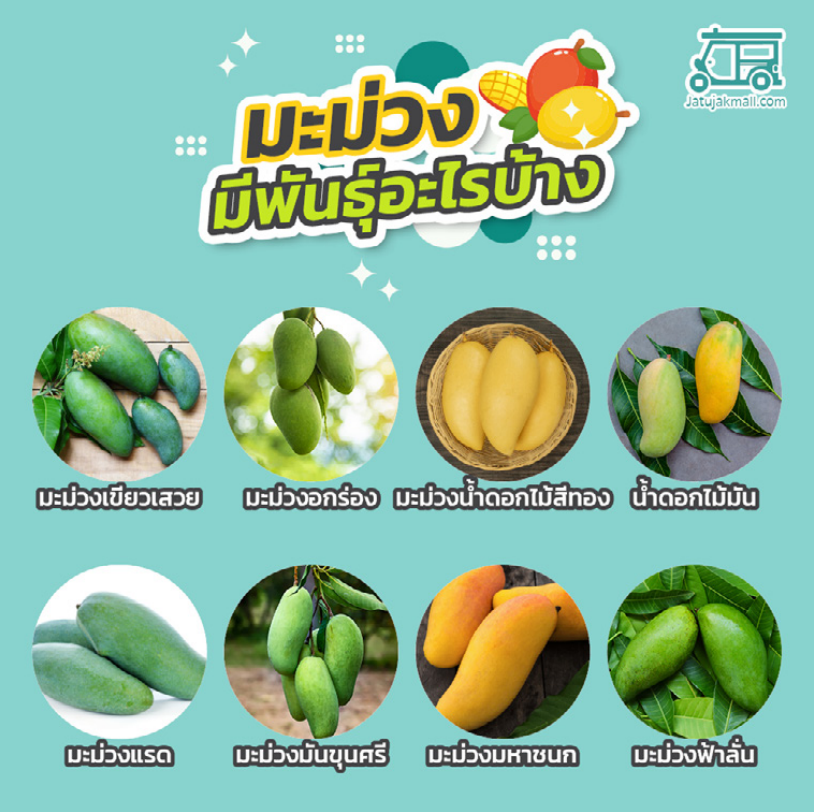 Jatujakmall.com
มะม่วง
มีพันธุ์อะไรบ้าง
มะม่วงเขียวเสวย
มะม่วงอกร่อง
มะม่วงน้ำดอกไม้สีทอง
น้ำดอกไม้มัน
มะม่วงแรด
มะม่วงมันขุนศรี
มะม่วงมหาชนก
มะม่วงฟ้าลั่น